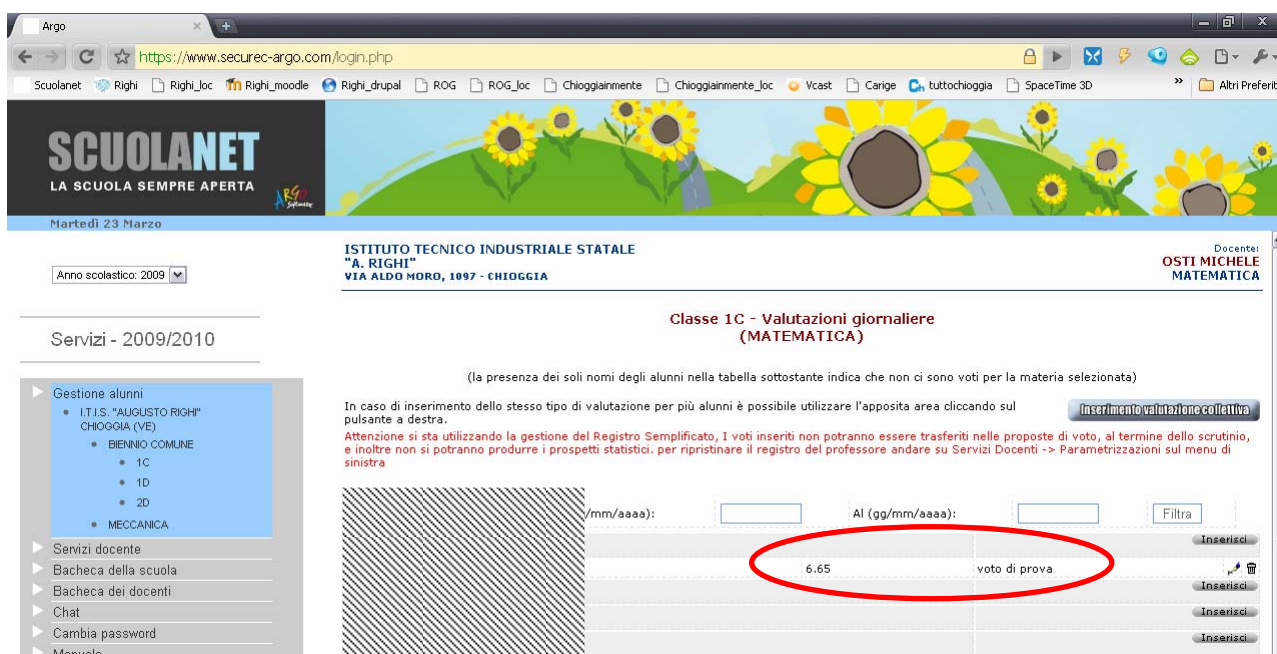 Argo
https://www.securec-argo.com/login.php
Scuolanet Righi Righi_loc Righi_moodle Righi_drupal ROG ROG_loc Chioggiainmente Chioggiainmente_loc Vcast Carige tuttochioggia SpaceTime 3D » Altri Preferit
SCUOLANET
LA SCUOLA SEMPRE APERTA
ARGO
Software
Martedì 23 Marzo
Anno scolastico: 2009
ISTITUTO TECNICO INDUSTRIALE STATALE
"A. RIGHI"
VIA ALDO MORO, 1097 - CHIOGGIA
Docente:
OSTI MICHELE
MATEMATICA
Servizi - 2009/2010
Gestione alunni
I.T.I.S. "AUGUSTO RIGHI"
CHIOGGIA (VE)
BIENNIO COMUNE
1C
1D
2D
MECCANICA
Servizi docente
Bacheca della scuola
Bacheca dei docenti
Chat
Cambia password
Manuale
Classe 1C - Valutazioni giornaliere
(MATEMATICA)
(la presenza dei soli nomi degli alunni nella tabella sottostante indica che non ci sono voti per la materia selezionata)
In caso di inserimento dello stesso tipo di valutazione per più alunni è possibile utilizzare l'apposita area cliccando sul
pulsante a destra.
Inserimento valutazione collettiva
Attenzione si sta utilizzando la gestione del Registro Semplificato, I voti inseriti non potranno essere trasferiti nelle proposte di voto, al termine dello scrutinio,
e inoltre non si potranno produrre i prospetti statistici. per ripristinare il registro del professore andare su Servizi Docenti -> Parametrizzazioni sul menu di
sinistra
/mm/aaaa): Al (gg/mm/aaaa): Filtra
Inserisci
6.65 voto di prova
Inserisci
Inserisci
Inserisci